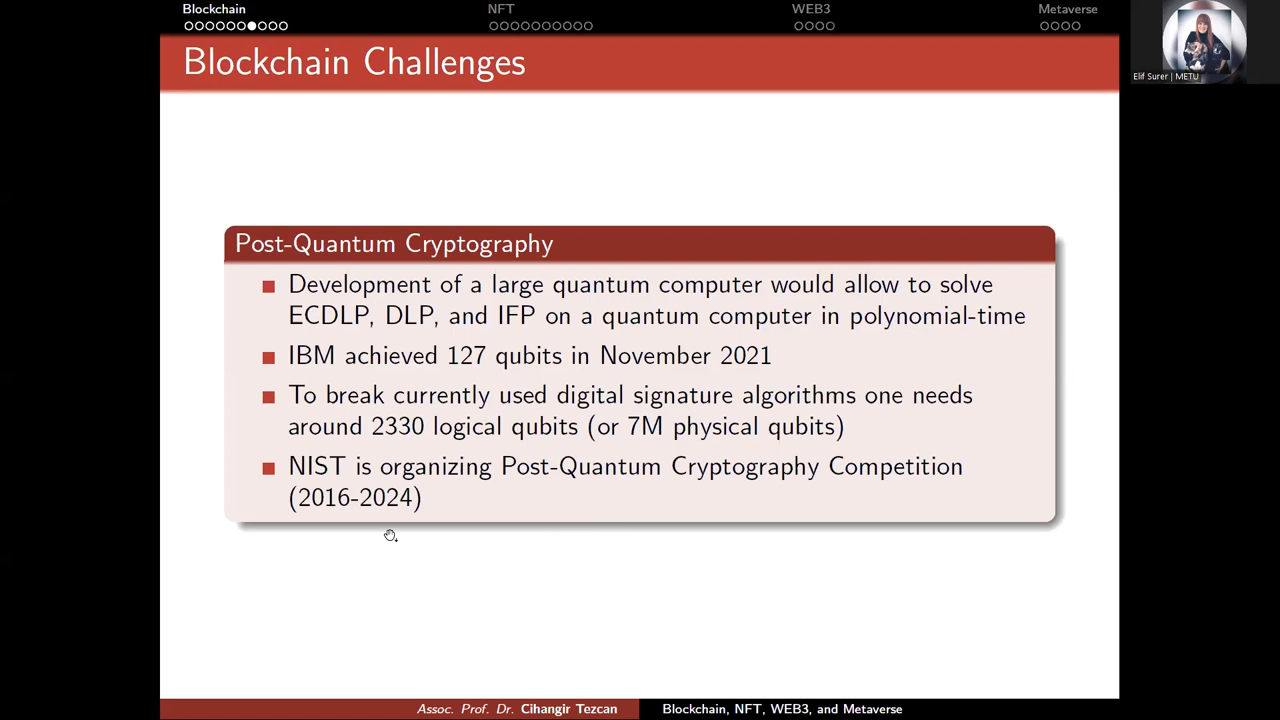 Blockchain NFT WEB3 Metaverse
Blockchain Challenges
Elif Surer | METU
Post-Quantum Cryptography
Development of a large quantum computer would allow to solve
ECDLP, DLP, and IFP on a quantum computer in polynomial-time
IBM achieved 127 qubits in November 2021
To break currently used digital signature algorithms one needs
around 2330 logical qubits (or 7M physical qubits)
NIST is organizing Post-Quantum Cryptography Competition
(2016-2024)
Assoc. Prof. Dr. Cihangir Tezcan Blockchain, NFT, WEB3, and Metaverse